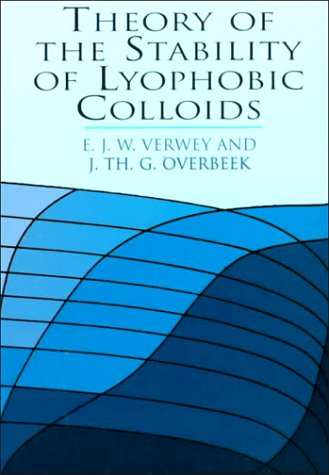 THEORY OF
THE STABILITY
OF LYOPHOBIC
COLLOIDS
E. J. W. VERWEY AND
J. TH. G. OVERBEEK